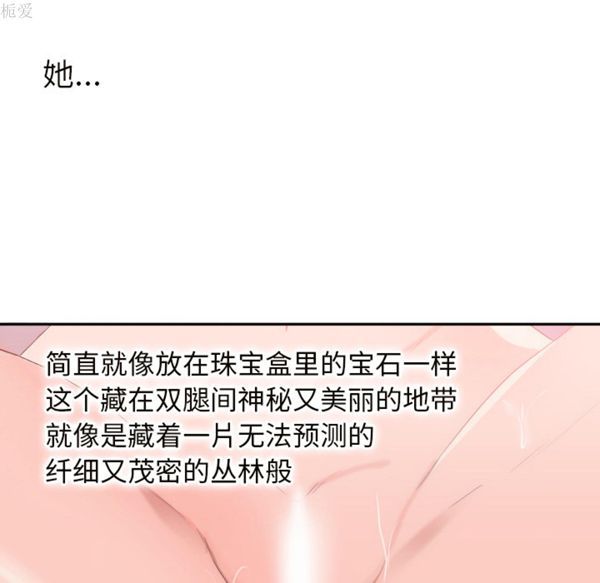 栀爱
她...
简直就像放在珠宝盒里的宝石一样
这个藏在双腿间神秘又美丽的地带
就像是藏着一片无法预测的
纤细又茂密的丛林般